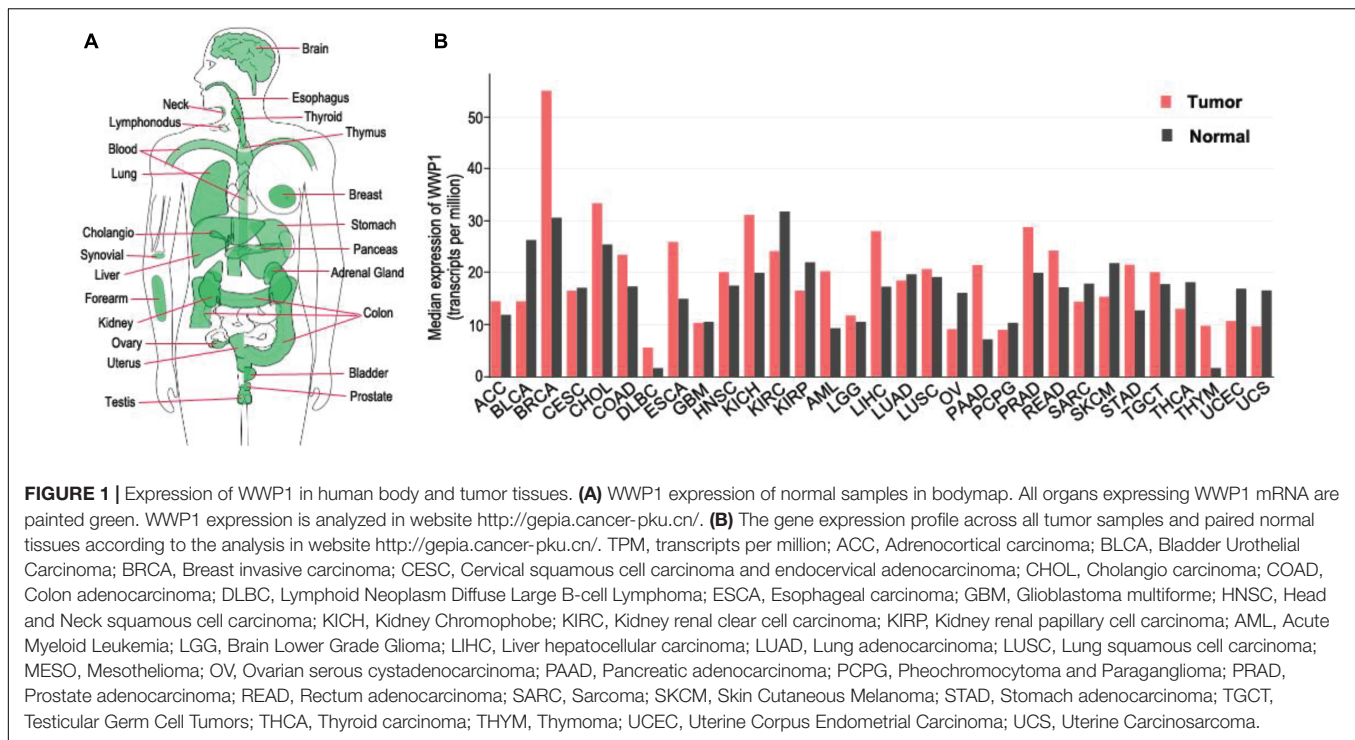 A
Brain
Esophagus
Neck
Thyroid
Lymphonodus
Thymus
Blood
Lung
Breast
Stomach
Cholangio
Panceas
Synovial
Adrenal Gland
Liver
Forearm
Colon
Kidney
Ovary
Uterus
Bladder
Prostate
Testis
B
Median expression of WWP1
(transcripts per million)
50
40
30
20
10
0
Tumor
Normal
ACC
BLCA
BRCA
CESC
CHOL
COAD
DLBC
ESCA
GBM
HNSC
KICH
KIRC
KIRP
AML
LGG
LIHC
LUAD
LUSC
OV
PAAD
PCPG
PRAD
READ
SARC
SKCM
STAD
TGCT
THCA
THYM
UCEC
UCS
FIGURE 1 | Expression of WWP1 in human body and tumor tissues. (A) WWP1 expression of normal samples in bodymap. All organs expressing WWP1 mRNA are
painted green. WWP1 expression is analyzed in website http://gepia.cancer-pku.cn/. (B) The gene expression profile across all tumor samples and paired normal
tissues according to the analysis in website http://gepia.cancer-pku.cn/. TPM, transcripts per million; ACC, Adrenocortical carcinoma; BLCA, Bladder Urothelial
Carcinoma; BRCA, Breast invasive carcinoma; CESC, Cervical squamous cell carcinoma and endocervical adenocarcinoma; CHOL, Cholangio carcinoma; COAD,
Colon adenocarcinoma; DLBC, Lymphoid Neoplasm Diffuse Large B-cell Lymphoma; ESCA, Esophageal carcinoma; GBM, Glioblastoma multiforme; HNSC, Head
and Neck squamous cell carcinoma; KICH, Kidney Chromophobe; KIRC, Kidney renal clear cell carcinoma; KIRP, Kidney renal papillary cell carcinoma; AML, Acute
Myeloid Leukemia; LGG, Brain Lower Grade Glioma; LIHC, Liver hepatocellular carcinoma; LUAD, Lung adenocarcinoma; LUSC, Lung squamous cell carcinoma;
MESO, Mesothelioma; OV, Ovarian serous cystadenocarcinoma; PAAD, Pancreatic adenocarcinoma; PCPG, Pheochromocytoma and Paraganglioma; PRAD,
Prostate adenocarcinoma; READ, Rectum adenocarcinoma; SARC, Sarcoma; SKCM, Skin Cutaneous Melanoma; STAD, Stomach adenocarcinoma; TGCT,
Testicular Germ Cell Tumors; THCA, Thyroid carcinoma; THYM, Thymoma; UCEC, Uterine Corpus Endometrial Carcinoma; UCS, Uterine Carcinosarcoma.